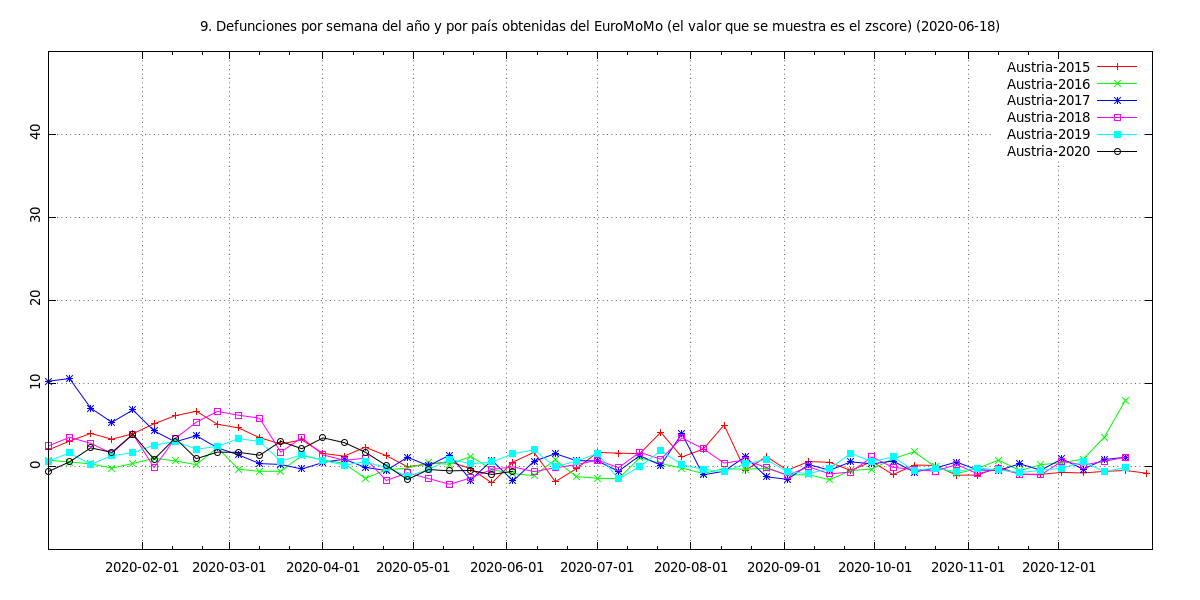 9. Defunciones por semana del año y por país obtenidas del EuroMoMo (el valor que se muestra es el zscore) (2020-06-18)
Austria-2015
Austria-2016
Austria-2017
Austria-2018
Austria-2019
Austria-2020
40
30
20
10
0
2020-02-01 2020-03-01 2020-04-01 2020-05-01 2020-06-01 2020-07-01 2020-08-01 2020-09-01 2020-10-01 2020-11-01 2020-12-01